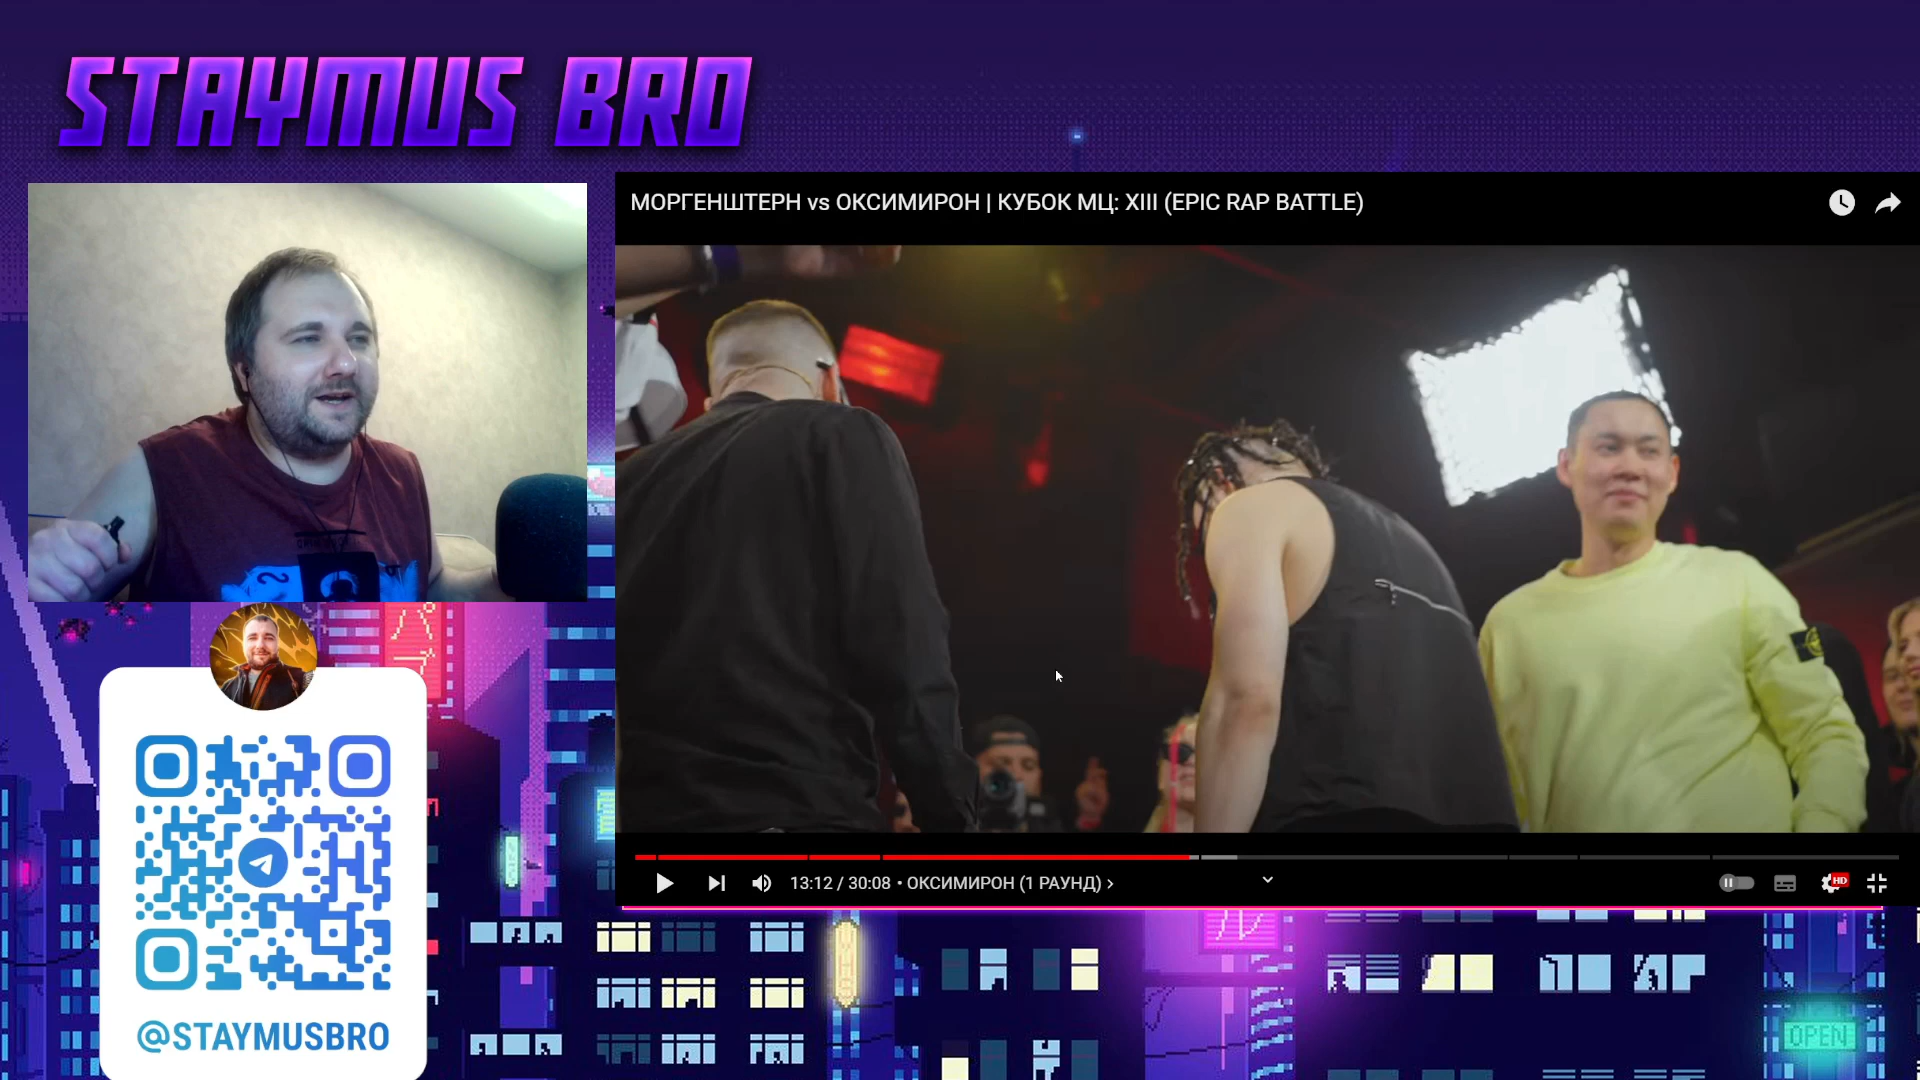 STAYMUS BRO
МОРГЕНШТЕРН vs ОКСИМИРОН | КУБОК МЦ: XIII (EPIC RAP BATTLE)
13:12 / 30:08 • ОКСИМИРОН (1 РАУНД) ›
HD
@STAYMUSBRO
OPEN